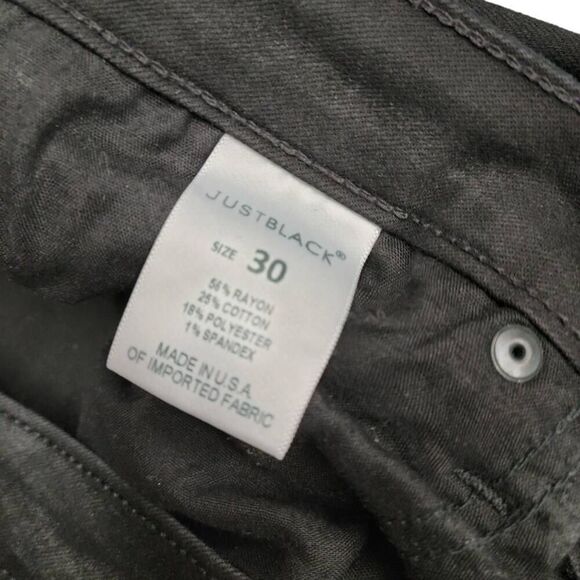 JUSTBLACK®
SIZE 30
56% RAYON
25% COTTON
18% POLYESTER
1% SPANDEX
MADE IN U.S.A
OF IMPORTED FABRIC